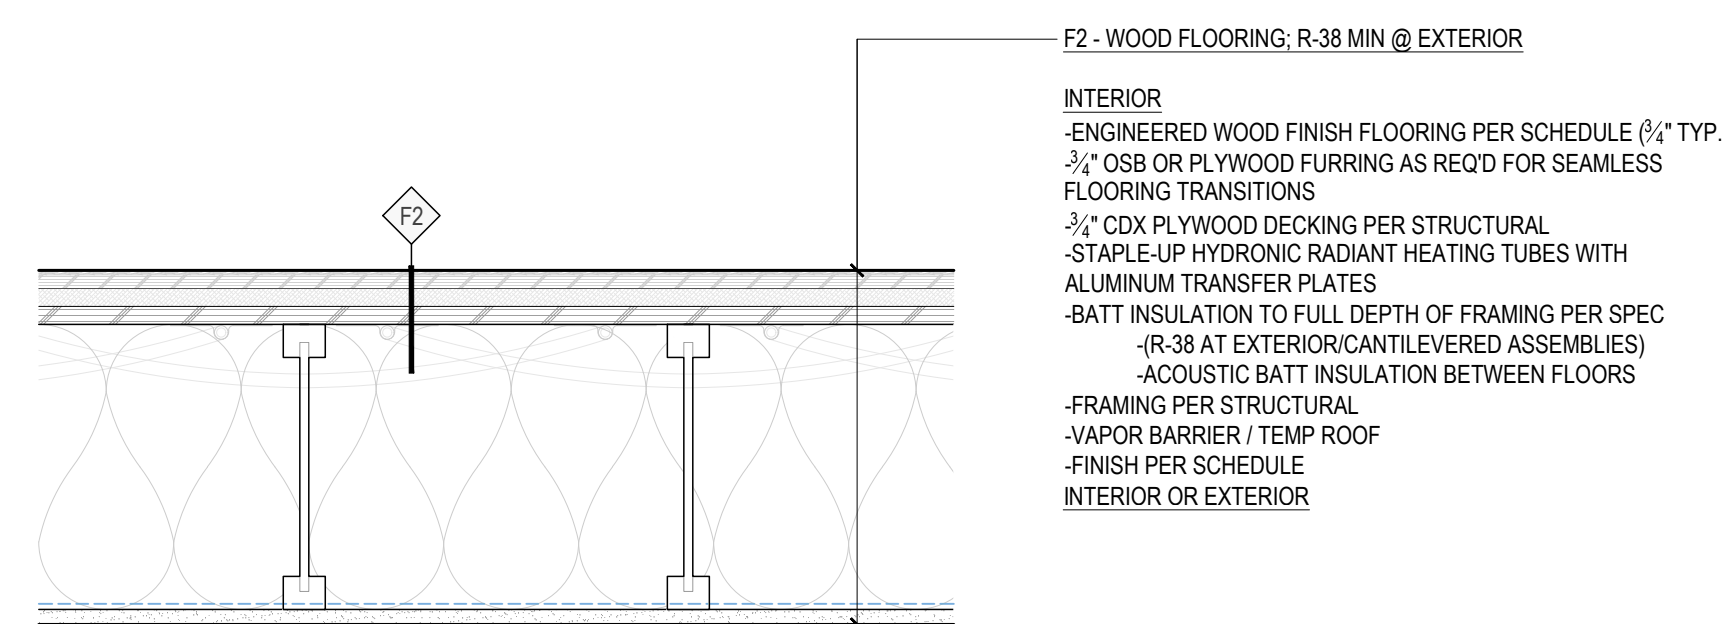 F2 - WOOD FLOORING; R-38 MIN @ EXTERIOR
INTERIOR
-ENGINEERED WOOD FINISH FLOORING PER SCHEDULE (3⁄4" TYP.
-3⁄4" OSB OR PLYWOOD FURRING AS REQ'D FOR SEAMLESS
FLOORING TRANSITIONS
-3⁄4" CDX PLYWOOD DECKING PER STRUCTURAL
-STAPLE-UP HYDRONIC RADIANT HEATING TUBES WITH
ALUMINUM TRANSFER PLATES
-BATT INSULATION TO FULL DEPTH OF FRAMING PER SPEC
-(R-38 AT EXTERIOR/CANTILEVERED ASSEMBLIES)
-ACOUSTIC BATT INSULATION BETWEEN FLOORS
-FRAMING PER STRUCTURAL
-VAPOR BARRIER / TEMP ROOF
-FINISH PER SCHEDULE
INTERIOR OR EXTERIOR
F2